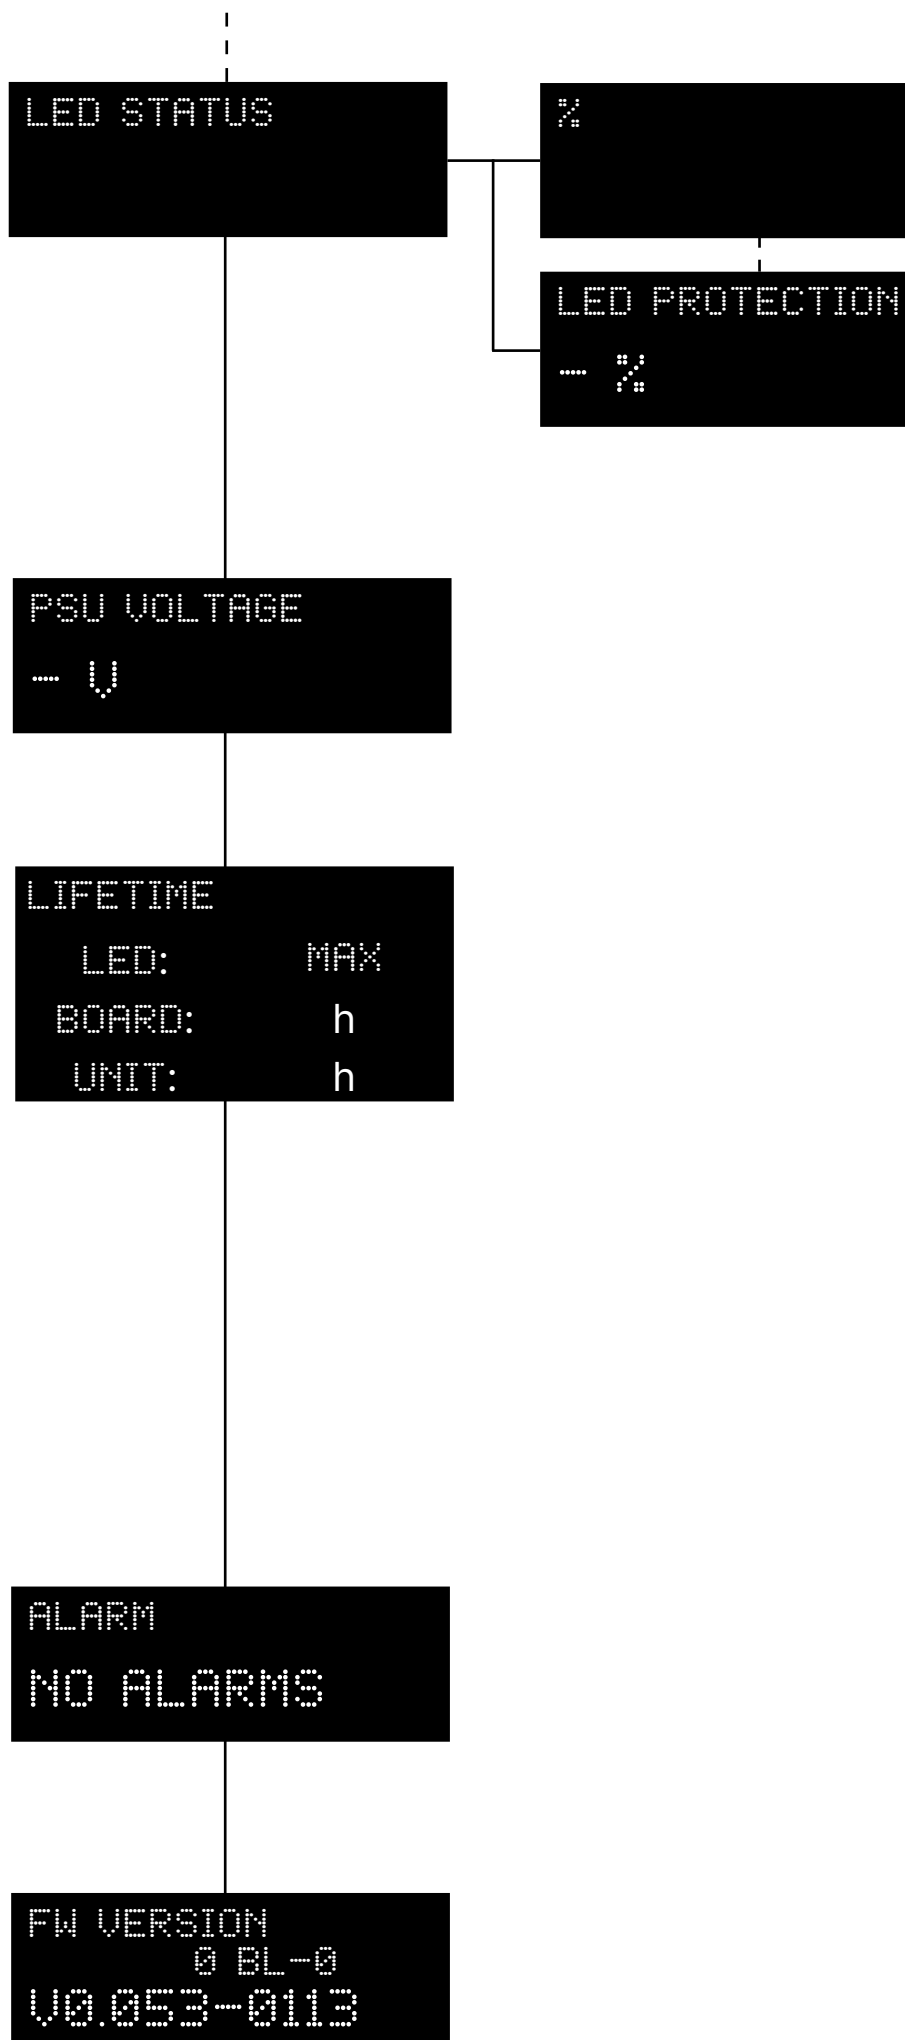 LED STATUS
%
LED PROTECTION
- %
PSU VOLTAGE
- V
LIFETIME
LED: MAX
BOARD: h
UNIT: h
ALARM
NO ALARMS
FW VERSION
0 BL-0
V0.053-0113